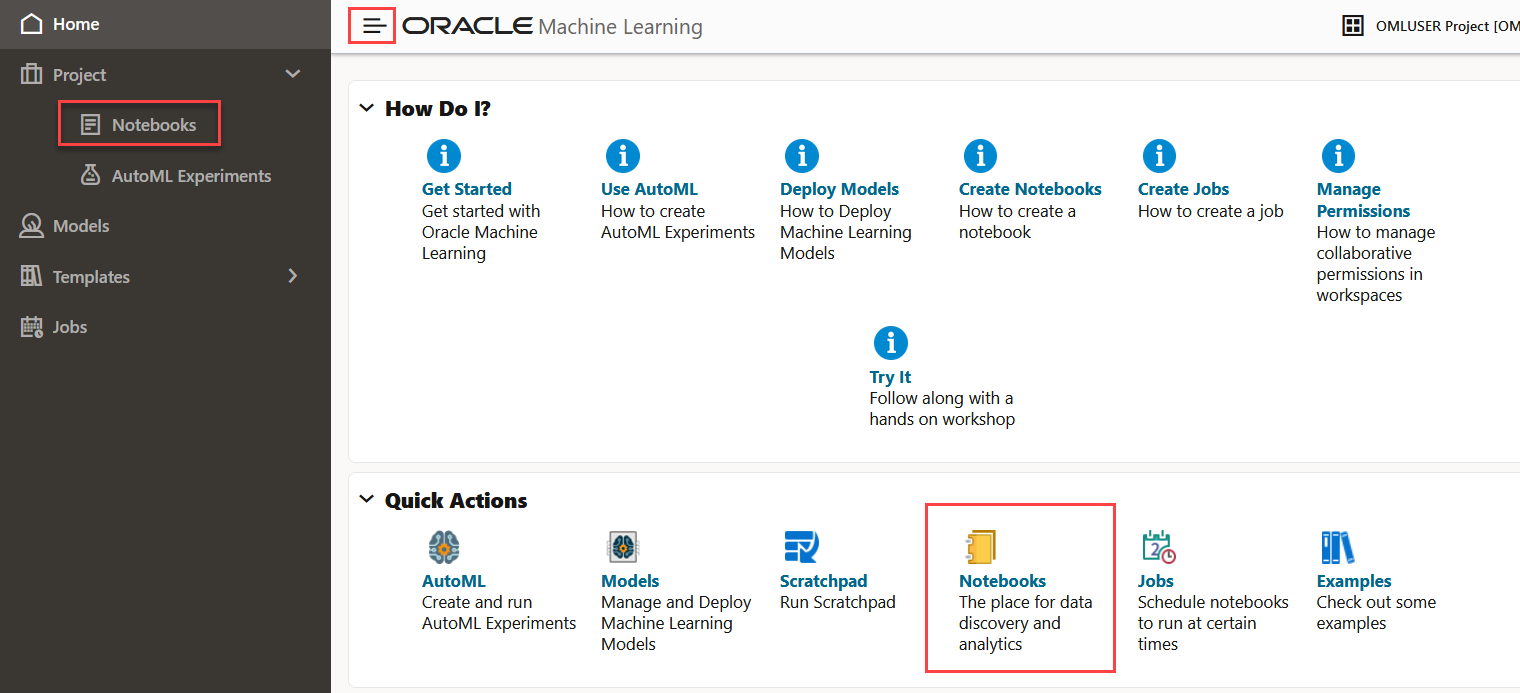 Home
Project
Notebooks
AutoML Experiments
Models
Templates
Jobs
ORACLE Machine Learning
OMLUSER Project [OM
How Do I?
Get Started
Get started with
Oracle Machine
Learning
Use AutoML
How to create
AutoML Experiments
Deploy Models
How to Deploy
Machine Learning
Models
Create Notebooks
How to create a
notebook
Create Jobs
How to create a job
Manage
Permissions
How to manage
collaborative
permissions in
workspaces
Try It
Follow along with a
hands on workshop
Quick Actions
AutoML
Create and run
AutoML Experiments
Models
Manage and Deploy
Machine Learning
Models
Scratchpad
Run Scratchpad
Notebooks
The place for data
discovery and
analytics
2
Jobs
Schedule notebooks
to run at certain
times
Examples
Check out some
examples